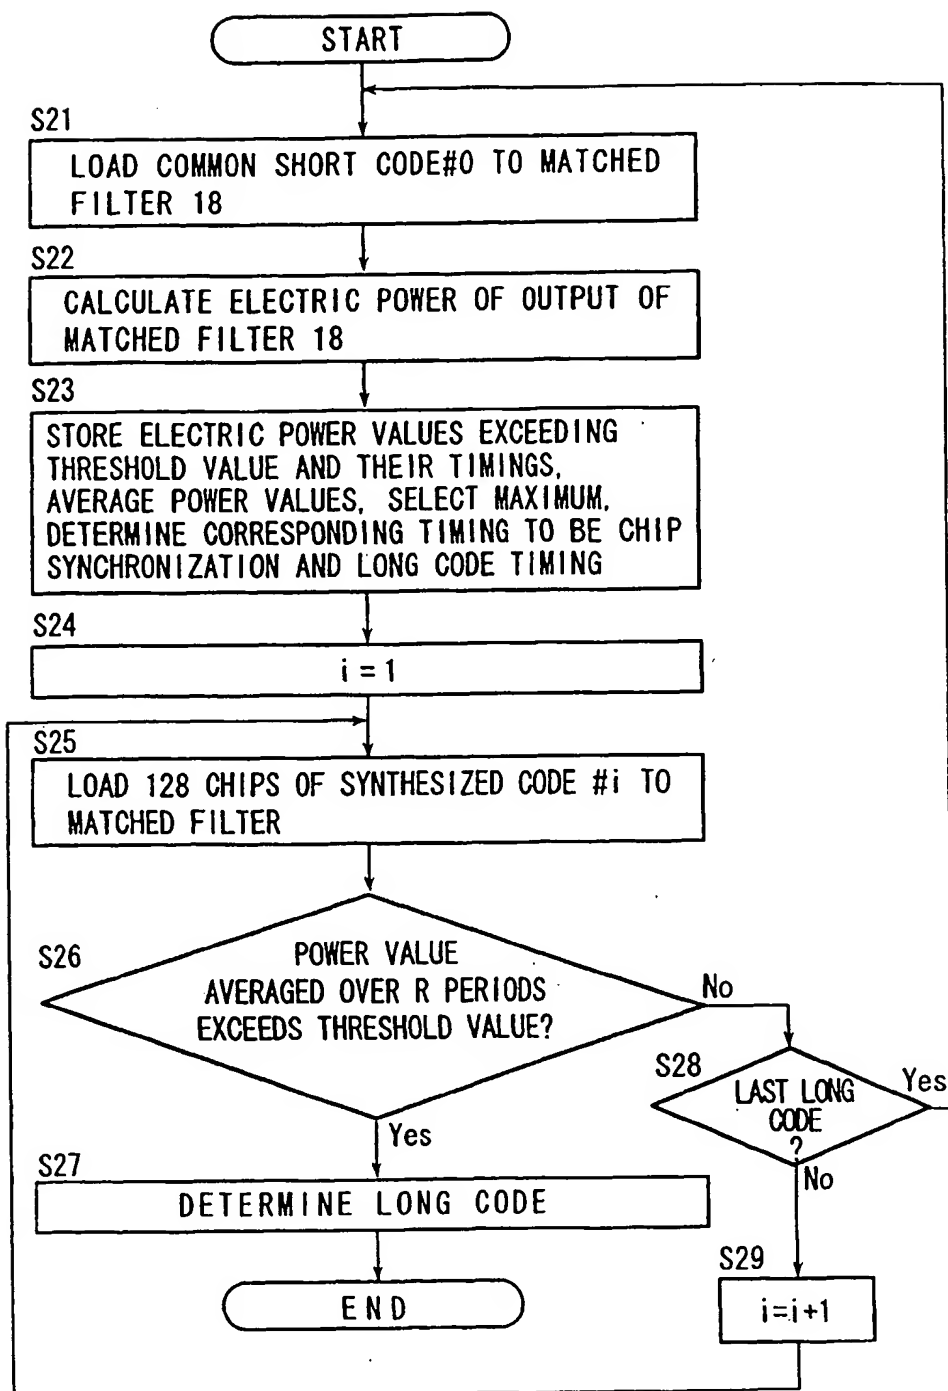 START
S21
LOAD COMMON SHORT CODE#0 TO MATCHED
FILTER 18
S22
CALCULATE ELECTRIC POWER OF OUTPUT OF
MATCHED FILTER 18
S23
STORE ELECTRIC POWER VALUES EXCEEDING
THRESHOLD VALUE AND THEIR TIMINGS,
AVERAGE POWER VALUES, SELECT MAXIMUM,
DETERMINE CORRESPONDING TIMING TO BE CHIP
SYNCHRONIZATION AND LONG CODE TIMING
S24
i = 1
S25
LOAD 128 CHIPS OF SYNTHESIZED CODE #i TO
MATCHED FILTER
S26
POWER VALUE
AVERAGED OVER R PERIODS
EXCEEDS THRESHOLD VALUE?
No
Yes
S28
LAST LONG
CODE
?
Yes
No
S27
DETERMINE LONG CODE
S29
i=i+1
END